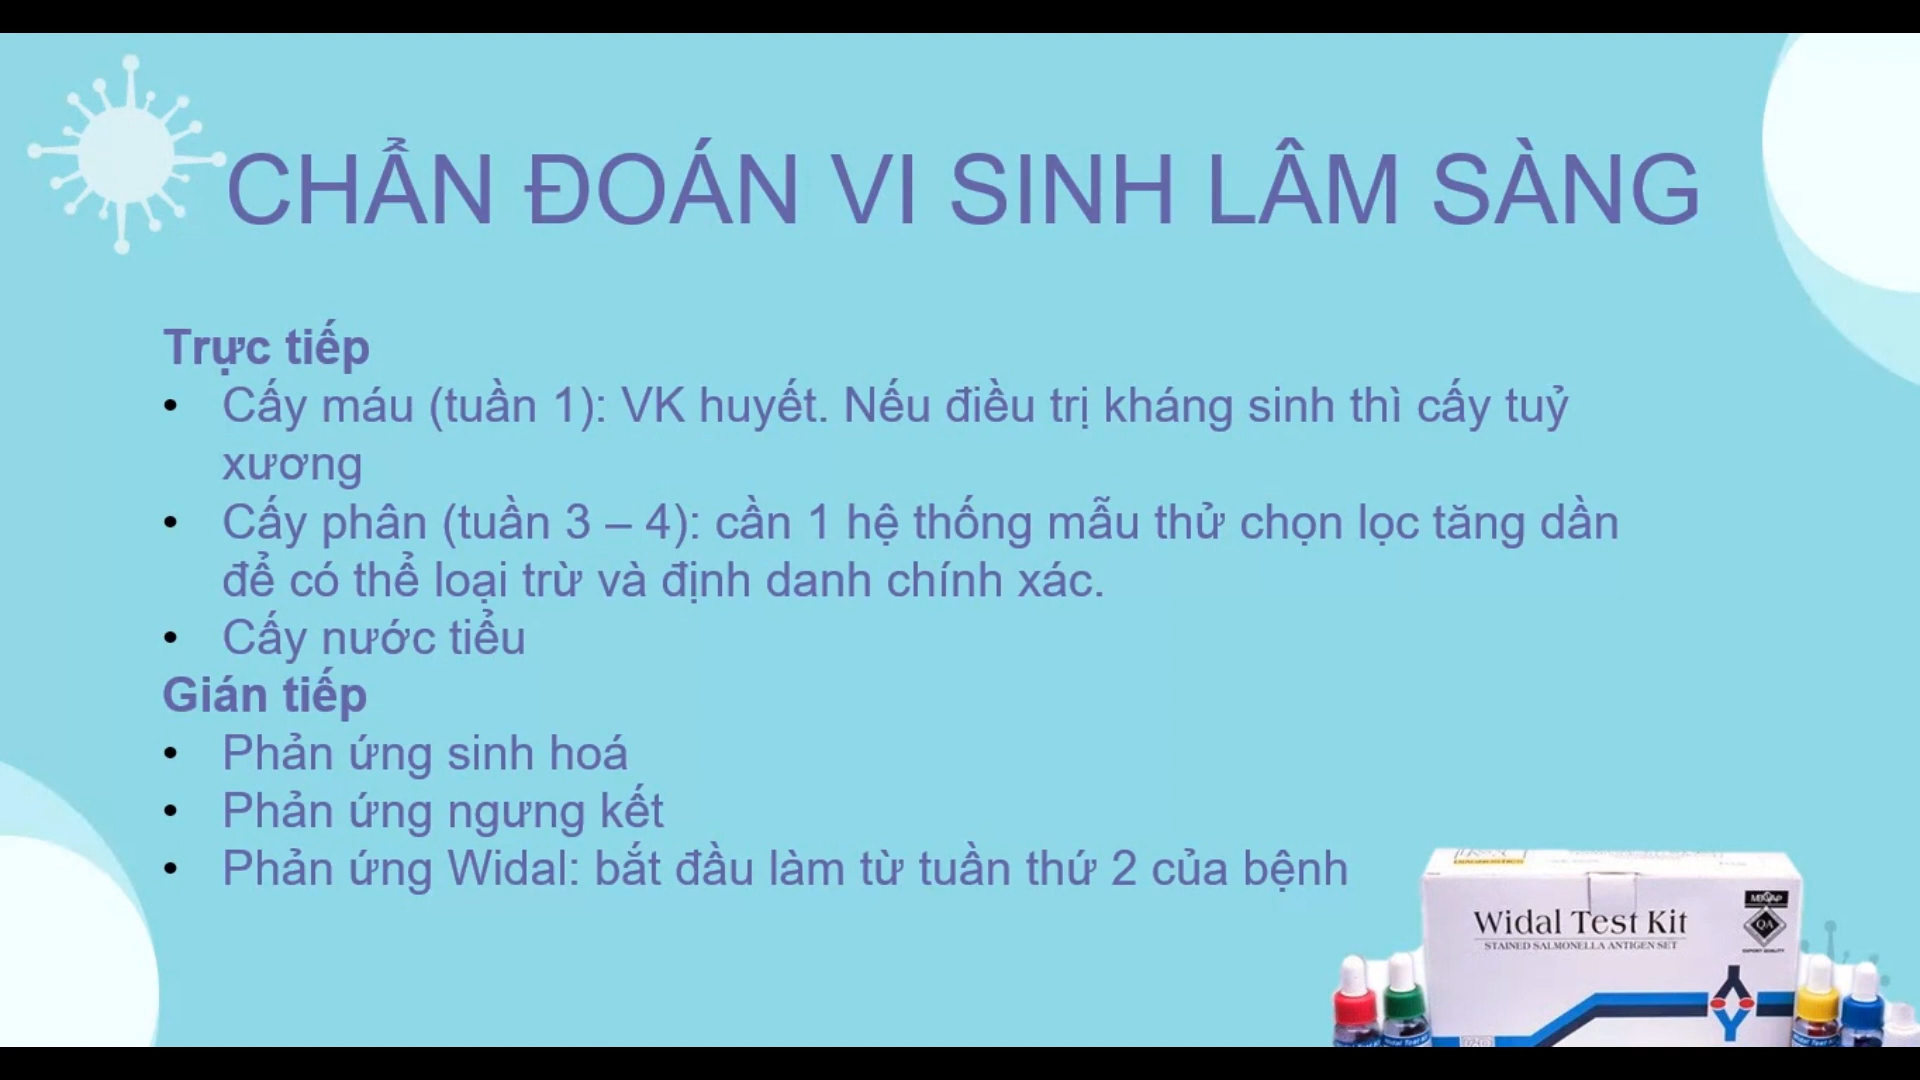 CHẨN ĐOÁN VI SINH LÂM SÀNG
Trực tiếp
• Cấy máu (tuần 1): VK huyết. Nếu điều trị kháng sinh thì cấy tuỷ
xương
• Cấy phân (tuần 3 – 4): cần 1 hệ thống mẫu thử chọn lọc tăng dần
để có thể loại trừ và định danh chính xác.
• Cấy nước tiểu
Gián tiếp
• Phản ứng sinh hoá
• Phản ứng ngưng kết
• Phản ứng Widal: bắt đầu làm từ tuần thứ 2 của bệnh
Widal Test Kit
STAINED SALMONELLA ANTIGEN SET
QA